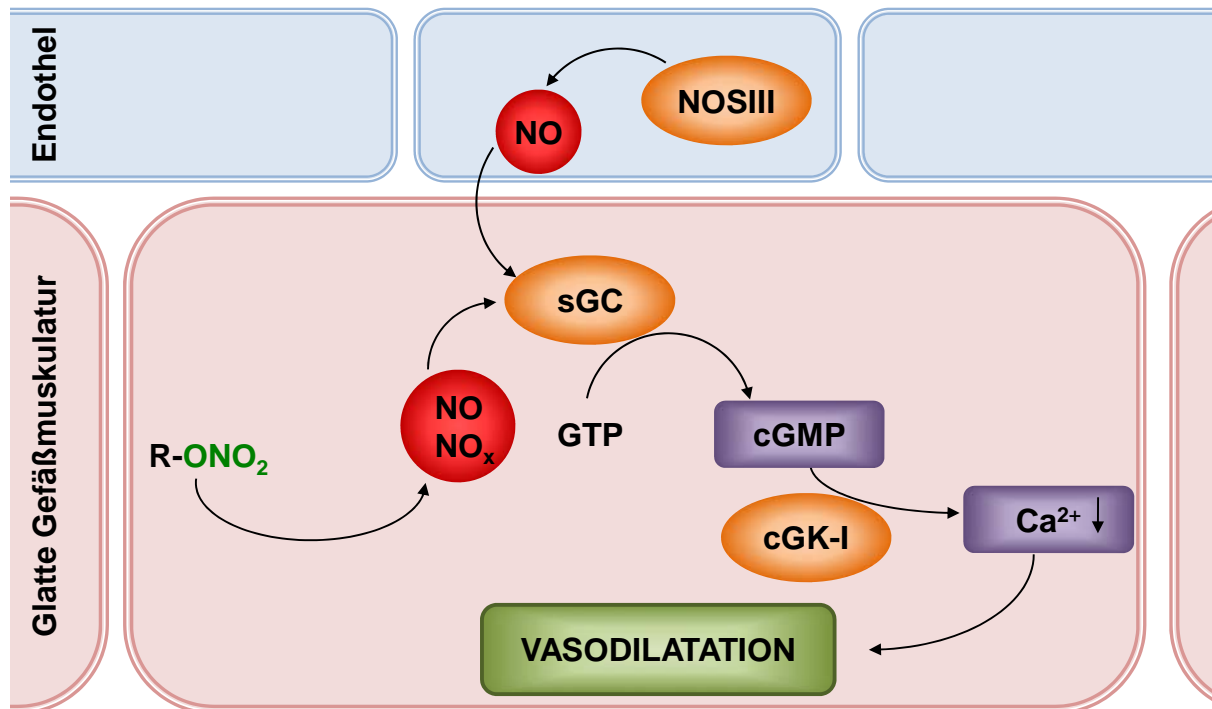 Endothel
NOSIII
NO
Glatte Gefäßmuskulatur
sGC
NO
NOₓ
GTP
cGMP
R-ONO₂
Ca²⁺ ↓
cGK-I
VASODILATATION